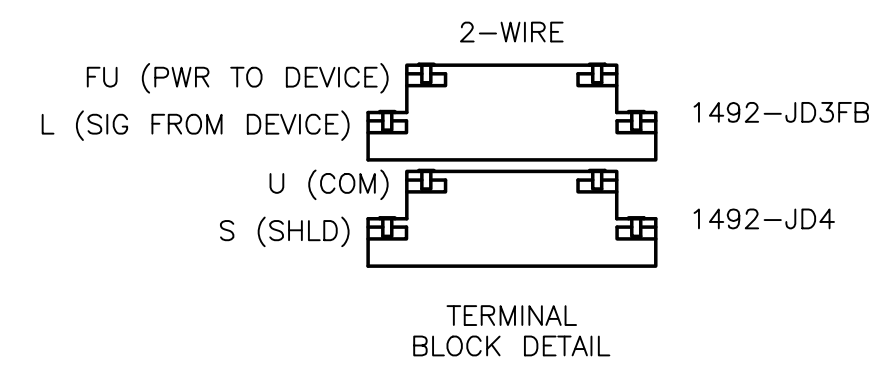 2-WIRE
FU (PWR TO DEVICE)
L (SIG FROM DEVICE)
1492-JD3FB
U (COM)
S (SHLD)
1492-JD4
TERMINAL
BLOCK DETAIL